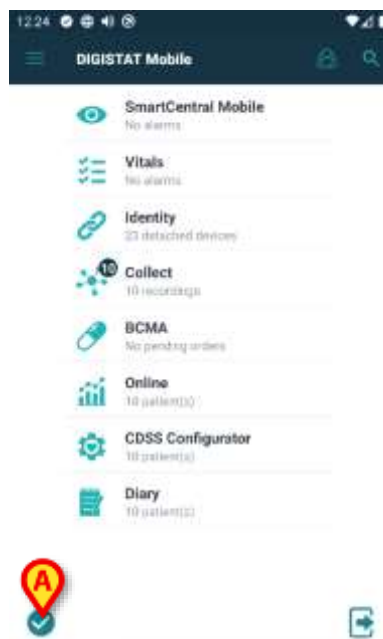 12:24
DIGISTAT Mobile
SmartCentral Mobile
No alarms
Vitals
No alarms
Identity
23 detached devices
10
Collect
10 recordings
BCMA
No pending orders
Online
10 patient(s)
CDSS Configurator
10 patient(s)
Diary
10 patient(s)
A